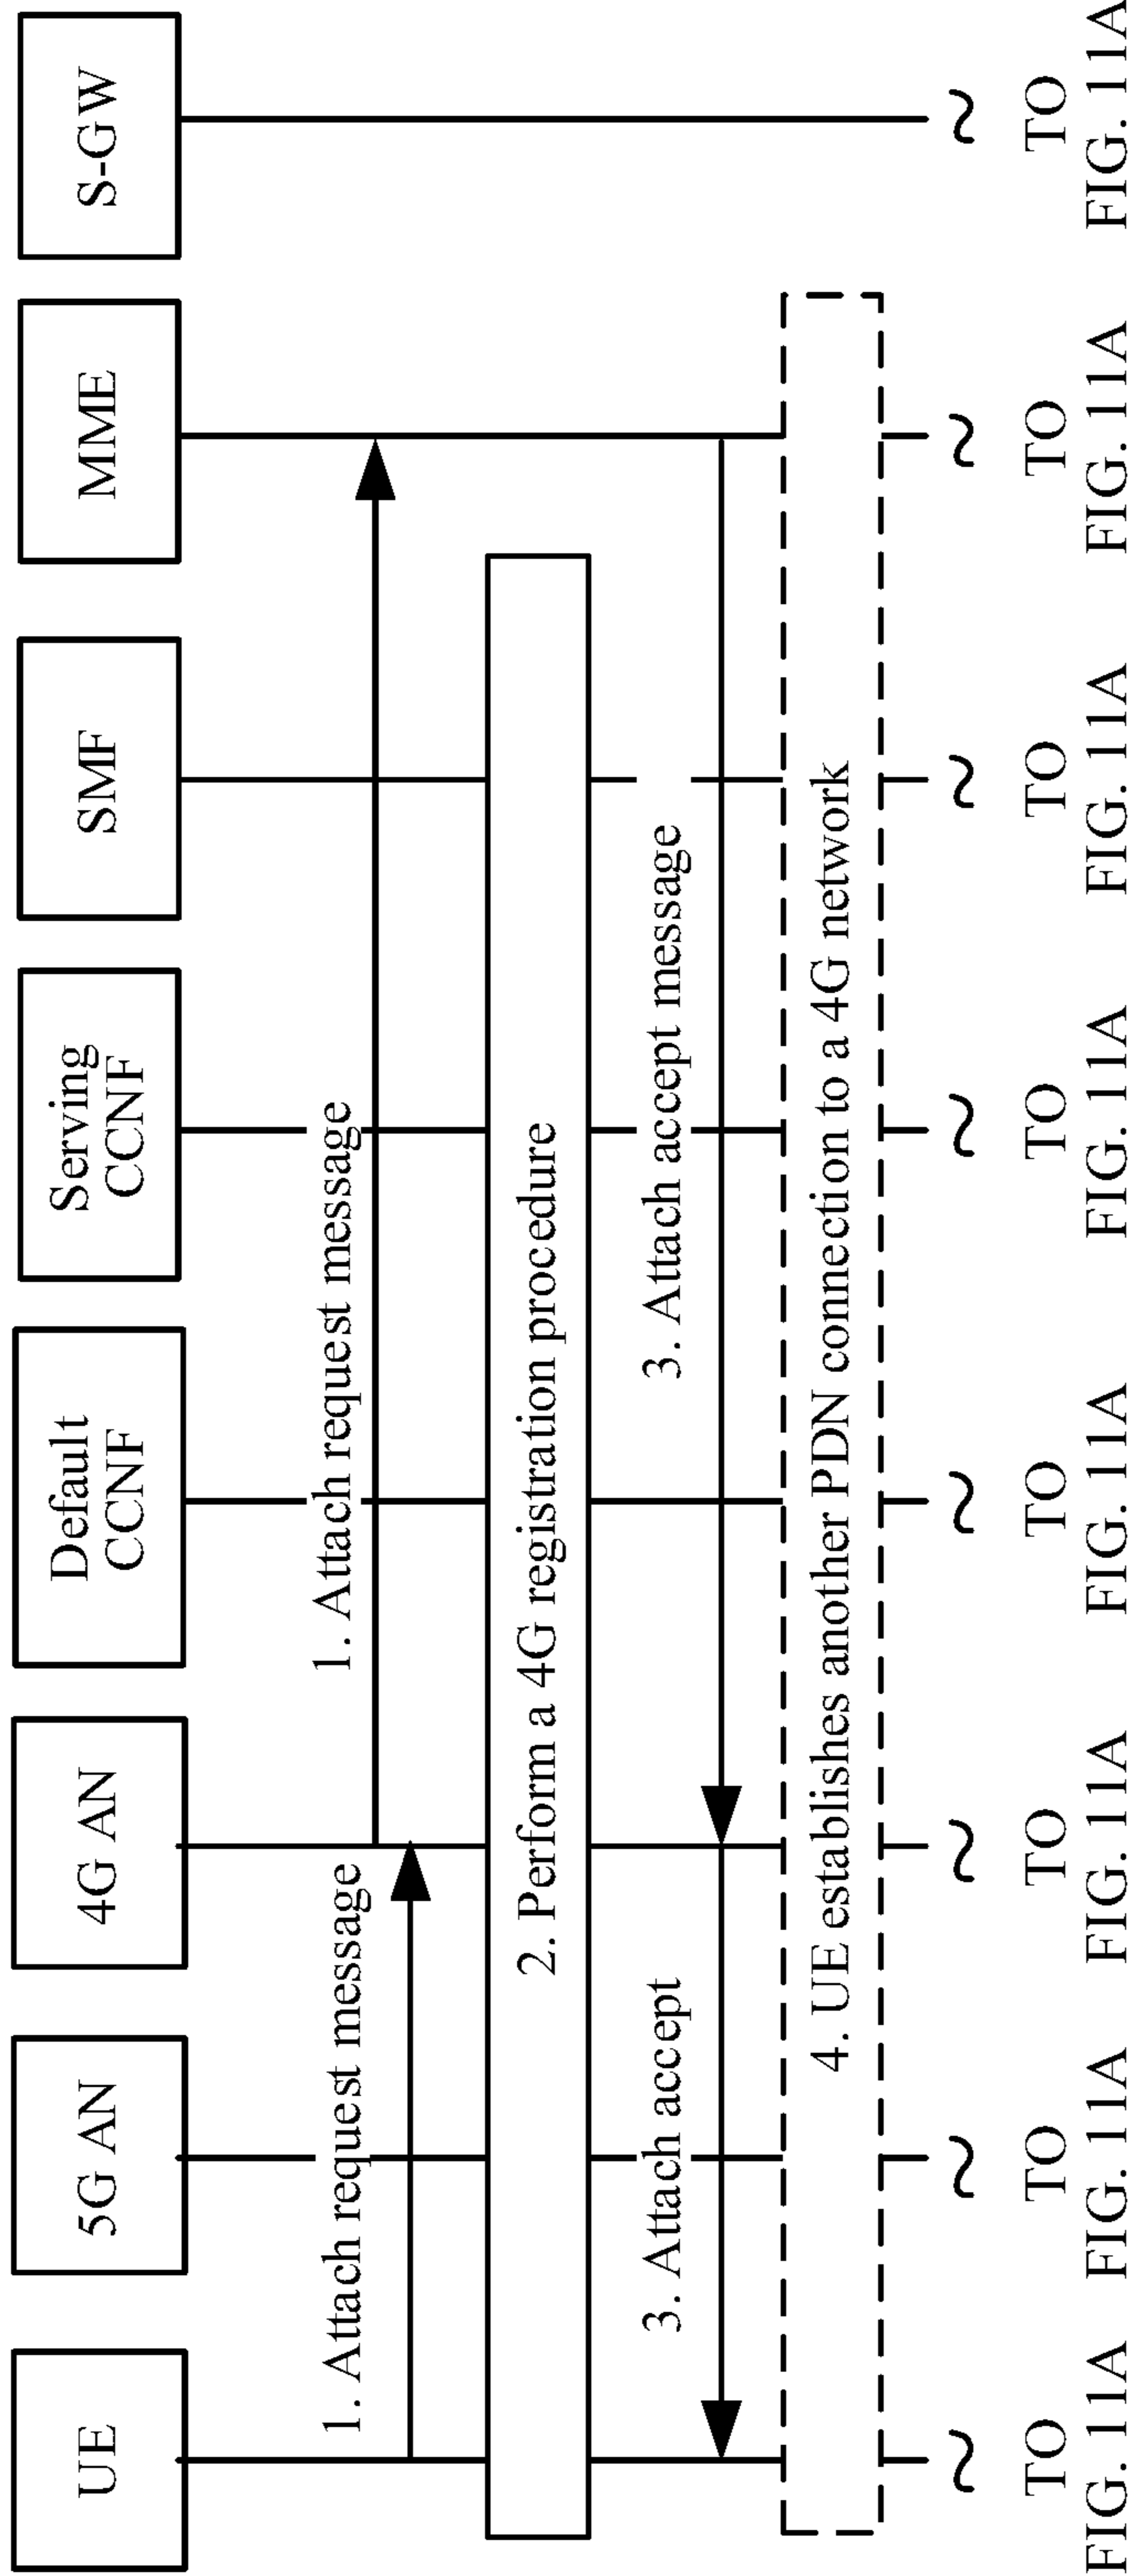 UE
5G AN
4G AN
Default
CCNF
Serving
CCNF
SMF
MME
S-GW
1. Attach request message
1. Attach request message
2. Perform a 4G registration procedure
3. Attach accept
3. Attach accept message
4. UE establishes another PDN connection to a 4G network
TO
FIG. 11A
TO
FIG. 11A
TO
FIG. 11A
TO
FIG. 11A
TO
FIG. 11A
TO
FIG. 11A
TO
FIG. 11A
TO
FIG. 11A